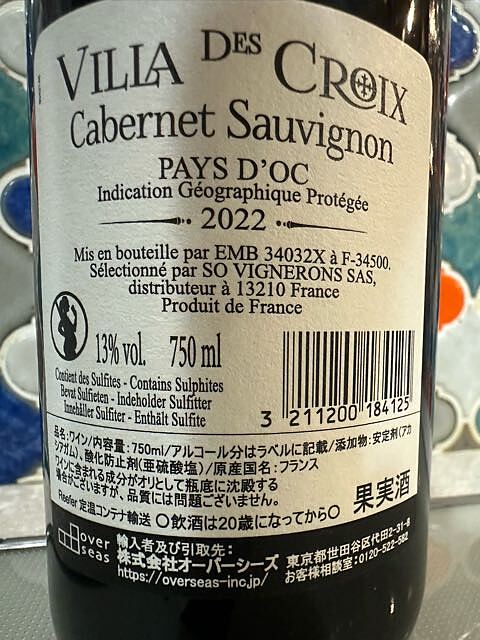 VILLA DES CROIX
Cabernet Sauvignon
PAYS D'OC
Indication Géographique Protégée
2022
Mis en bouteille par EMB 34032X à F-34500.
Sélectionné par SO VIGNERONS SAS,
distributeur à 13210 France
Produit de France
13% vol. 750 ml
Contient des Sulfites - Contains Sulphites
Bevat Sulfieten - Indeholder Sulfitter
Innehåller Sulfiter - Enthält Sulfite
3 211200 184125
品名:ワイン/内容量:750ml/アルコール分はラベルに記載/添加物:安定剤(アカ
シアガム)、酸化防止剤(亜硫酸塩)/原産国名:フランス
ワインに含まれる成分がオリとして瓶底に沈殿する
場合がございますが、品質には問題ございません。
果実酒
Reefer 定温コンテナ輸送 〇飲酒は20歳になってから〇
over seas
輸入者及び引取先:
株式会社オーバーシーズ 東京都世田谷区代田2-31-8
https://overseas-inc.jp/ お客様相談室:0120-522-582